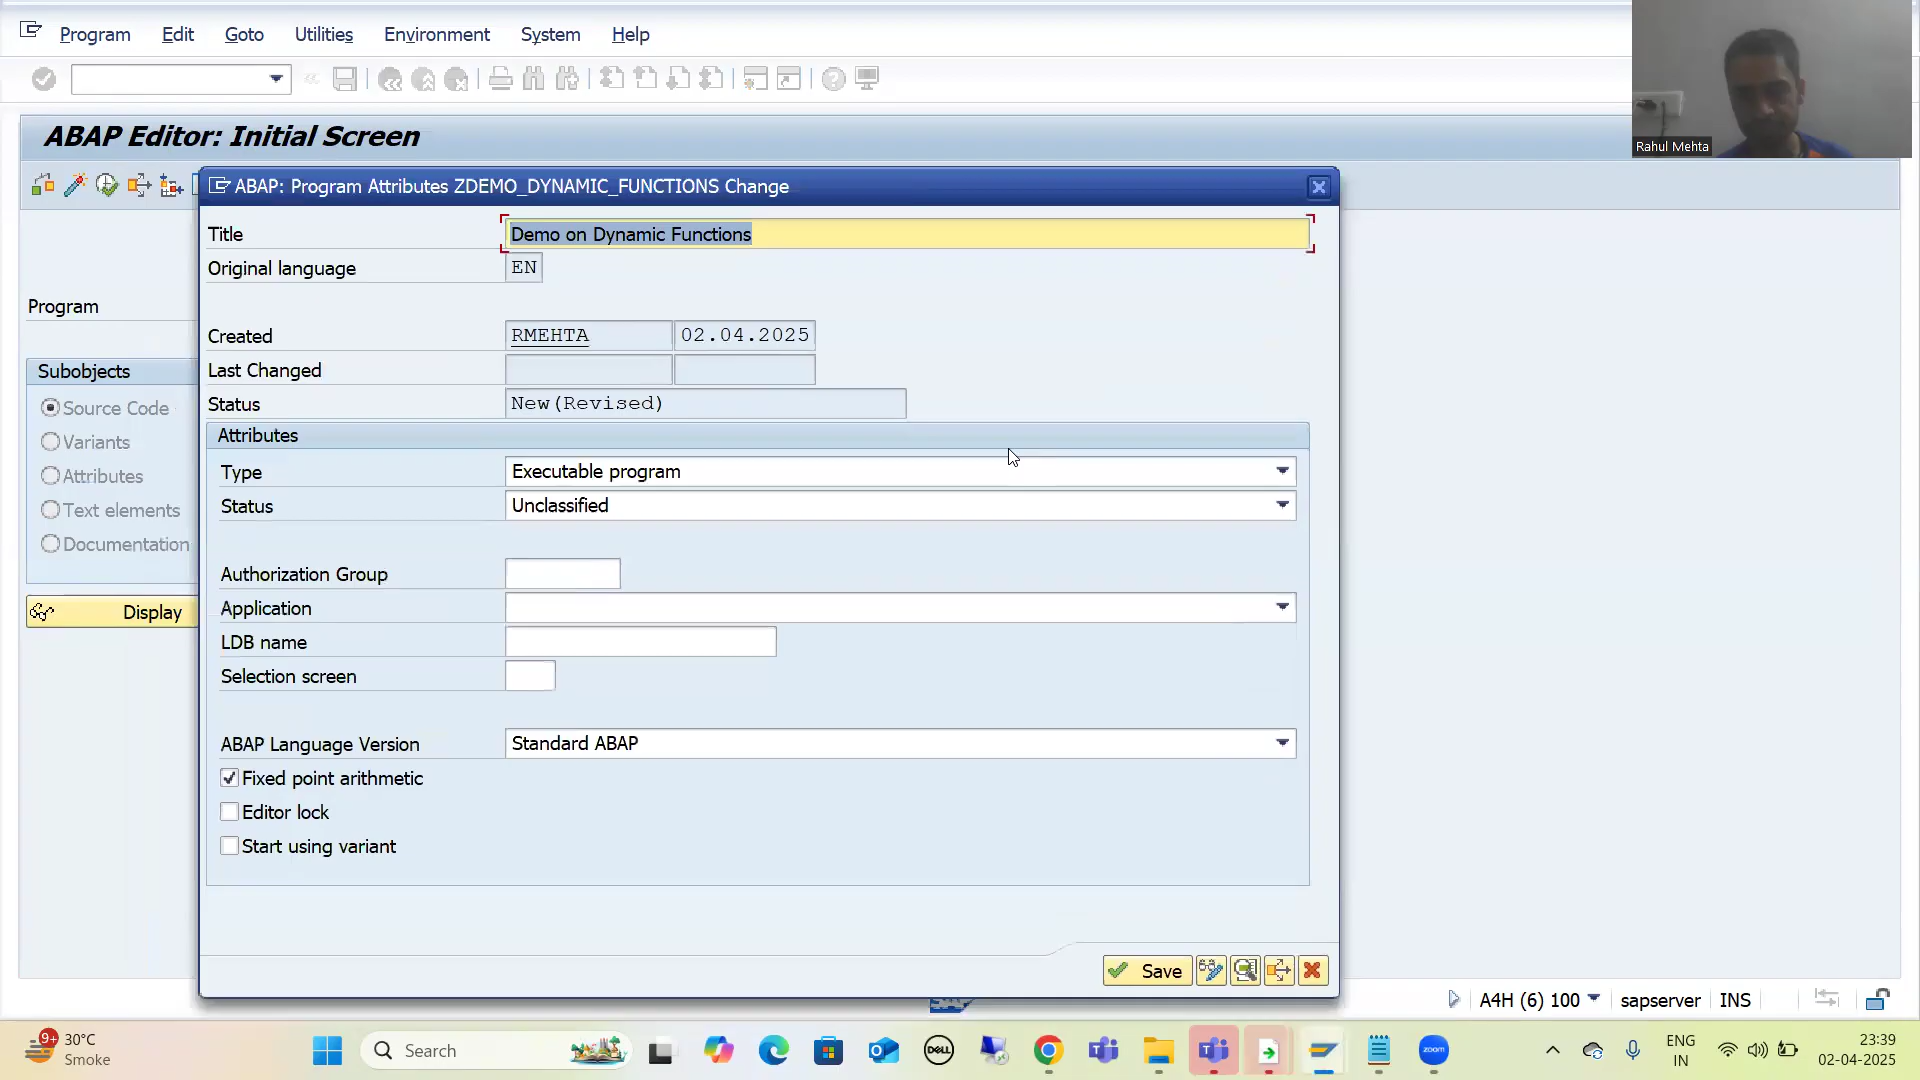 Program Edit Goto Utilities Environment System Help
Rahul Mehta
ABAP Editor: Initial Screen
ABAP: Program Attributes ZDEMO_DYNAMIC_FUNCTIONS Change
Title Demo on Dynamic Functions
Original language EN
Program
Created RMEHTA 02.04.2025
Last Changed
Status New(Revised)
Subobjects
Source Code
Variants
Attributes
Text elements
Documentation
Display
Attributes
Type Executable program
Status Unclassified
Authorization Group
Application
LDB name
Selection screen
ABAP Language Version Standard ABAP
Fixed point arithmetic
Editor lock
Start using variant
Save
A4H (6) 100 sapserver INS
9+
30°C
Smoke
Search
DELL
zoom
ENG
IN
23:39
02-04-2025